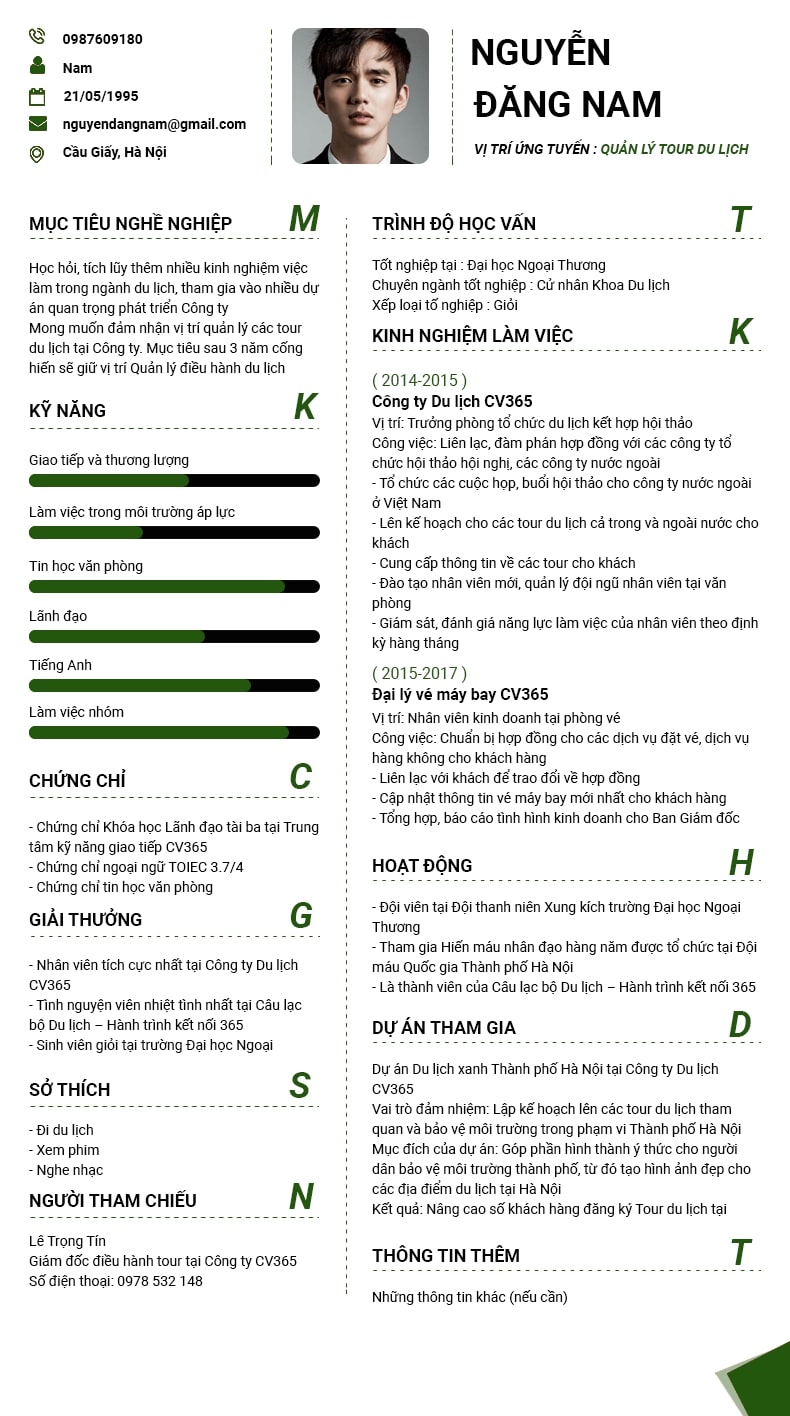 0987609180
Nam
21/05/1995
nguyendangnam@gmail.com
Cầu Giấy, Hà Nội
NGUYỄN
ĐĂNG NAM
VỊ TRÍ ỨNG TUYỂN : QUẢN LÝ TOUR DU LỊCH
MỤC TIÊU NGHỀ NGHIỆP M
Học hỏi, tích lũy thêm nhiều kinh nghiệm việc
làm trong ngành du lịch, tham gia vào nhiều dự
án quan trọng phát triển Công ty
Mong muốn đảm nhận vị trí quản lý các tour
du lịch tại Công ty. Mục tiêu sau 3 năm cống
hiến sẽ giữ vị trí Quản lý điều hành du lịch
KỸ NĂNG K
Giao tiếp và thương lượng
Làm việc trong môi trường áp lực
Tin học văn phòng
Lãnh đạo
Tiếng Anh
Làm việc nhóm
CHỨNG CHỈ C
- Chứng chỉ Khóa học Lãnh đạo tài ba tại Trung
tâm kỹ năng giao tiếp CV365
- Chứng chỉ ngoại ngữ TOIEC 3.7/4
- Chứng chỉ tin học văn phòng
GIẢI THƯỞNG G
- Nhân viên tích cực nhất tại Công ty Du lịch
CV365
- Tình nguyện viên nhiệt tình nhất tại Câu lạc
bộ Du lịch – Hành trình kết nối 365
- Sinh viên giỏi tại trường Đại học Ngoại
SỞ THÍCH S
- Đi du lịch
- Xem phim
- Nghe nhạc
NGƯỜI THAM CHIẾU N
Lê Trọng Tín
Giám đốc điều hành tour tại Công ty CV365
Số điện thoại: 0978 532 148
TRÌNH ĐỘ HỌC VẤN T
Tốt nghiệp tại : Đại học Ngoại Thương
Chuyên ngành tốt nghiệp : Cử nhân Khoa Du lịch
Xếp loại tố nghiệp : Giỏi
KINH NGHIỆM LÀM VIỆC K
( 2014-2015 )
Công ty Du lịch CV365
Vị trí: Trưởng phòng tổ chức du lịch kết hợp hội thảo
Công việc: Liên lạc, đàm phán hợp đồng với các công ty tổ
chức hội thảo hội nghị, các công ty nước ngoài
- Tổ chức các cuộc họp, buổi hội thảo cho công ty nước ngoài
ở Việt Nam
- Lên kế hoạch cho các tour du lịch cả trong và ngoài nước cho
khách
- Cung cấp thông tin về các tour cho khách
- Đào tạo nhân viên mới, quản lý đội ngũ nhân viên tại văn
phòng
- Giám sát, đánh giá năng lực làm việc của nhân viên theo định
kỳ hàng tháng
( 2015-2017 )
Đại lý vé máy bay CV365
Vị trí: Nhân viên kinh doanh tại phòng vé
Công việc: Chuẩn bị hợp đồng cho các dịch vụ đặt vé, dịch vụ
hàng không cho khách hàng
- Liên lạc với khách để trao đổi về hợp đồng
- Cập nhật thông tin vé máy bay mới nhất cho khách hàng
- Tổng hợp, báo cáo tình hình kinh doanh cho Ban Giám đốc
HOẠT ĐỘNG H
- Đội viên tại Đội thanh niên Xung kích trường Đại học Ngoại
Thương
- Tham gia Hiến máu nhân đạo hàng năm được tổ chức tại Đội
máu Quốc gia Thành phố Hà Nội
- Là thành viên của Câu lạc bộ Du lịch – Hành trình kết nối 365
DỰ ÁN THAM GIA D
Dự án Du lịch xanh Thành phố Hà Nội tại Công ty Du lịch
CV365
Vai trò đảm nhiệm: Lập kế hoạch lên các tour du lịch tham
quan và bảo vệ môi trường trong phạm vi Thành phố Hà Nội
Mục đích của dự án: Góp phần hình thành ý thức cho người
dân bảo vệ môi trường thành phố, từ đó tạo hình ảnh đẹp cho
các địa điểm du lịch tại Hà Nội
Kết quả: Nâng cao số khách hàng đăng ký Tour du lịch tại
THÔNG TIN THÊM T
Những thông tin khác (nếu cần)